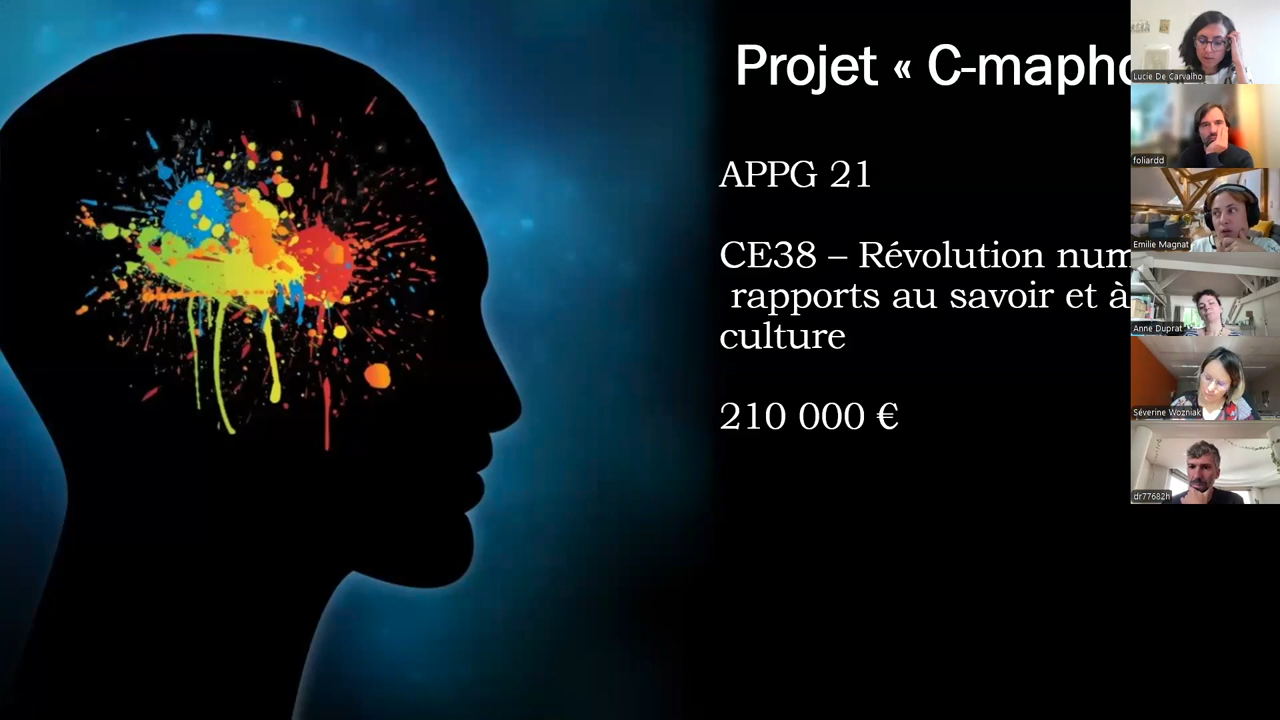 Projet « C-mapho
APPG 21
CE38 – Révolution num
rapports au savoir et à
culture
210 000 €
Lucie De Carvalho
foliardd
Emilie Magnat
Anne Duprat
Séverine Wozniak
dr77682h